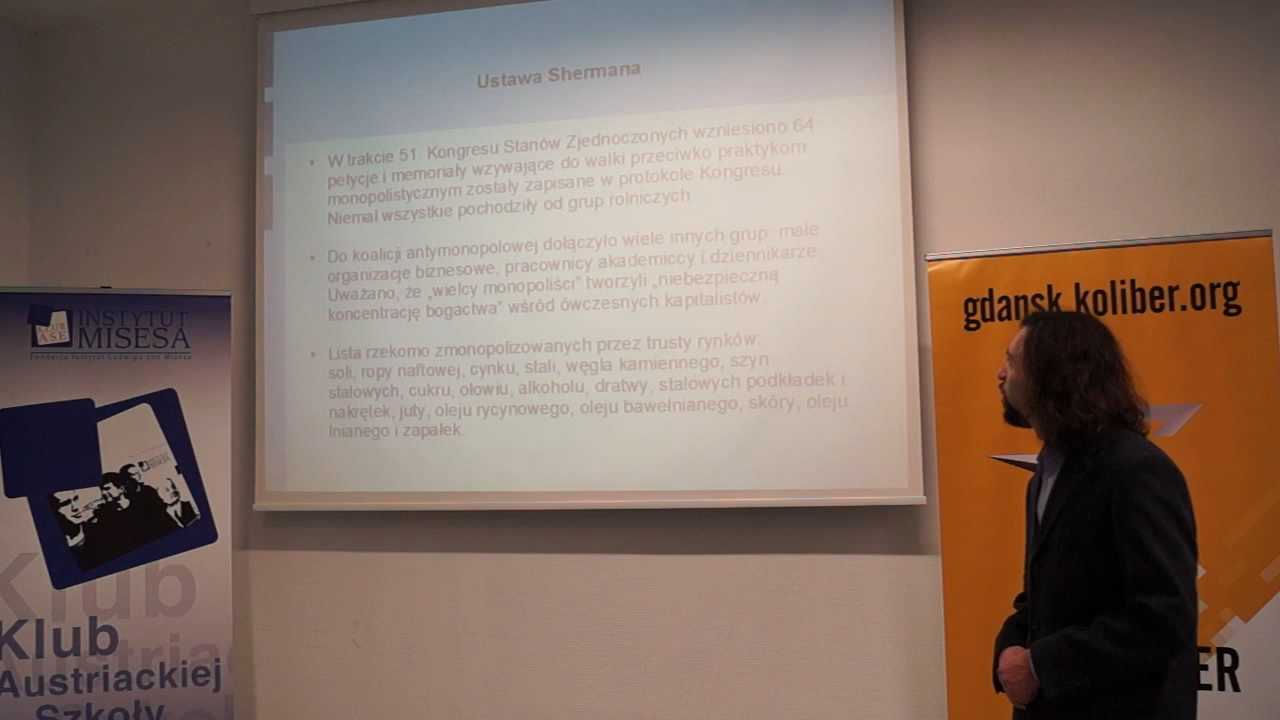 Ustawa Shermana
• W trakcie 51. Kongresu Stanów Zjednoczonych wzniesiono 64
petycje i memoriały wzywające do walki przeciwko praktykom
monopolistycznym zostały zapisane w protokole Kongresu.
Niemal wszystkie pochodziły od grup rolniczych
• Do koalicji antymonopolowej dołączyło wiele innych grup: małe
organizacje biznesowe, pracownicy akademiccy i dziennikarze
Uważano, że „wielcy monopoliści” tworzyli „niebezpieczną
koncentrację bogactwa” wśród ówczesnych kapitalistów.
• Lista rzekomo zmonopolizowanych przez trusty rynków:
soli, ropy naftowej, cynku, stali, węgla kamiennego, szyn
stalowych, cukru, ołowiu, alkoholu, dratwy, stalowych podkładek i
nakrętek, juty, oleju rycynowego, oleju bawełnianego, skóry, oleju
lnianego i zapałek.
KLUB
ASE
INSTYTUT
MISESA
Fundacja Instytut Ludwiga von Misesa
INSTYTUT
MISESA
Klub
Klub
Austriackiej
Szkoły
gdansk.koliber.org
ER